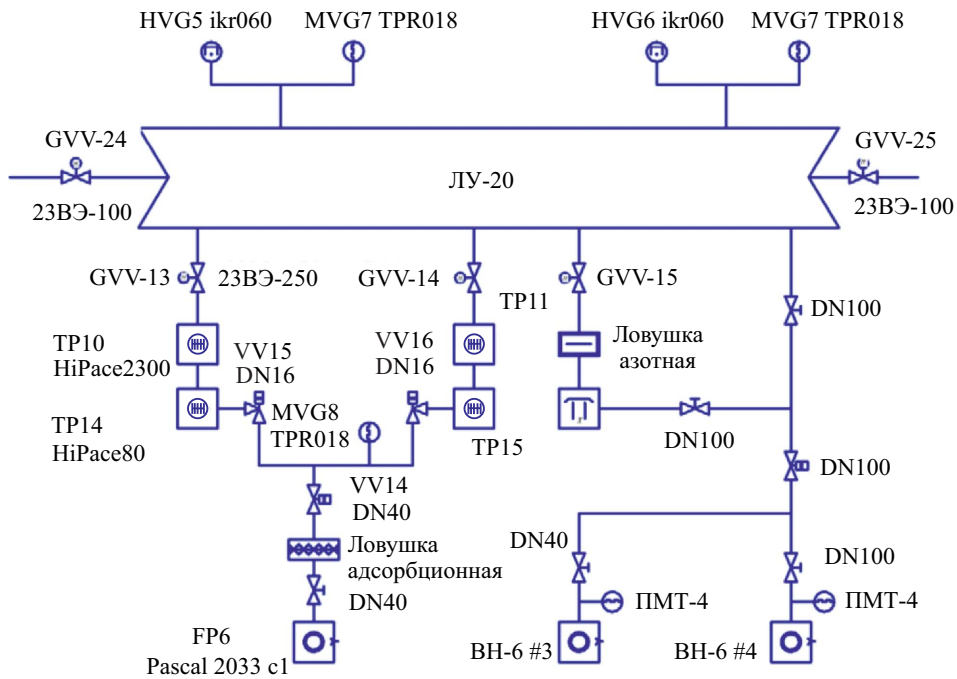 HVG5 ikr060
MVG7 TPR018
HVG6 ikr060
MVG7 TPR018
GVV-24
GVV-25
ЛУ-20
23ВЭ-100
23ВЭ-100
GVV-13
23ВЭ-250
GVV-14
GVV-15
TP11
DN100
TP10
HiPace2300
VV15
DN16
VV16
DN16
Ловушка
азотная
TP14
HiPace80
MVG8
TPR018
TP15
DN100
DN100
VV14
DN40
Ловушка
адсорбционная
DN40
DN40
DN100
ПМТ-4
ПМТ-4
FP6
Pascal 2033 c1
ВН-6 #3
ВН-6 #4